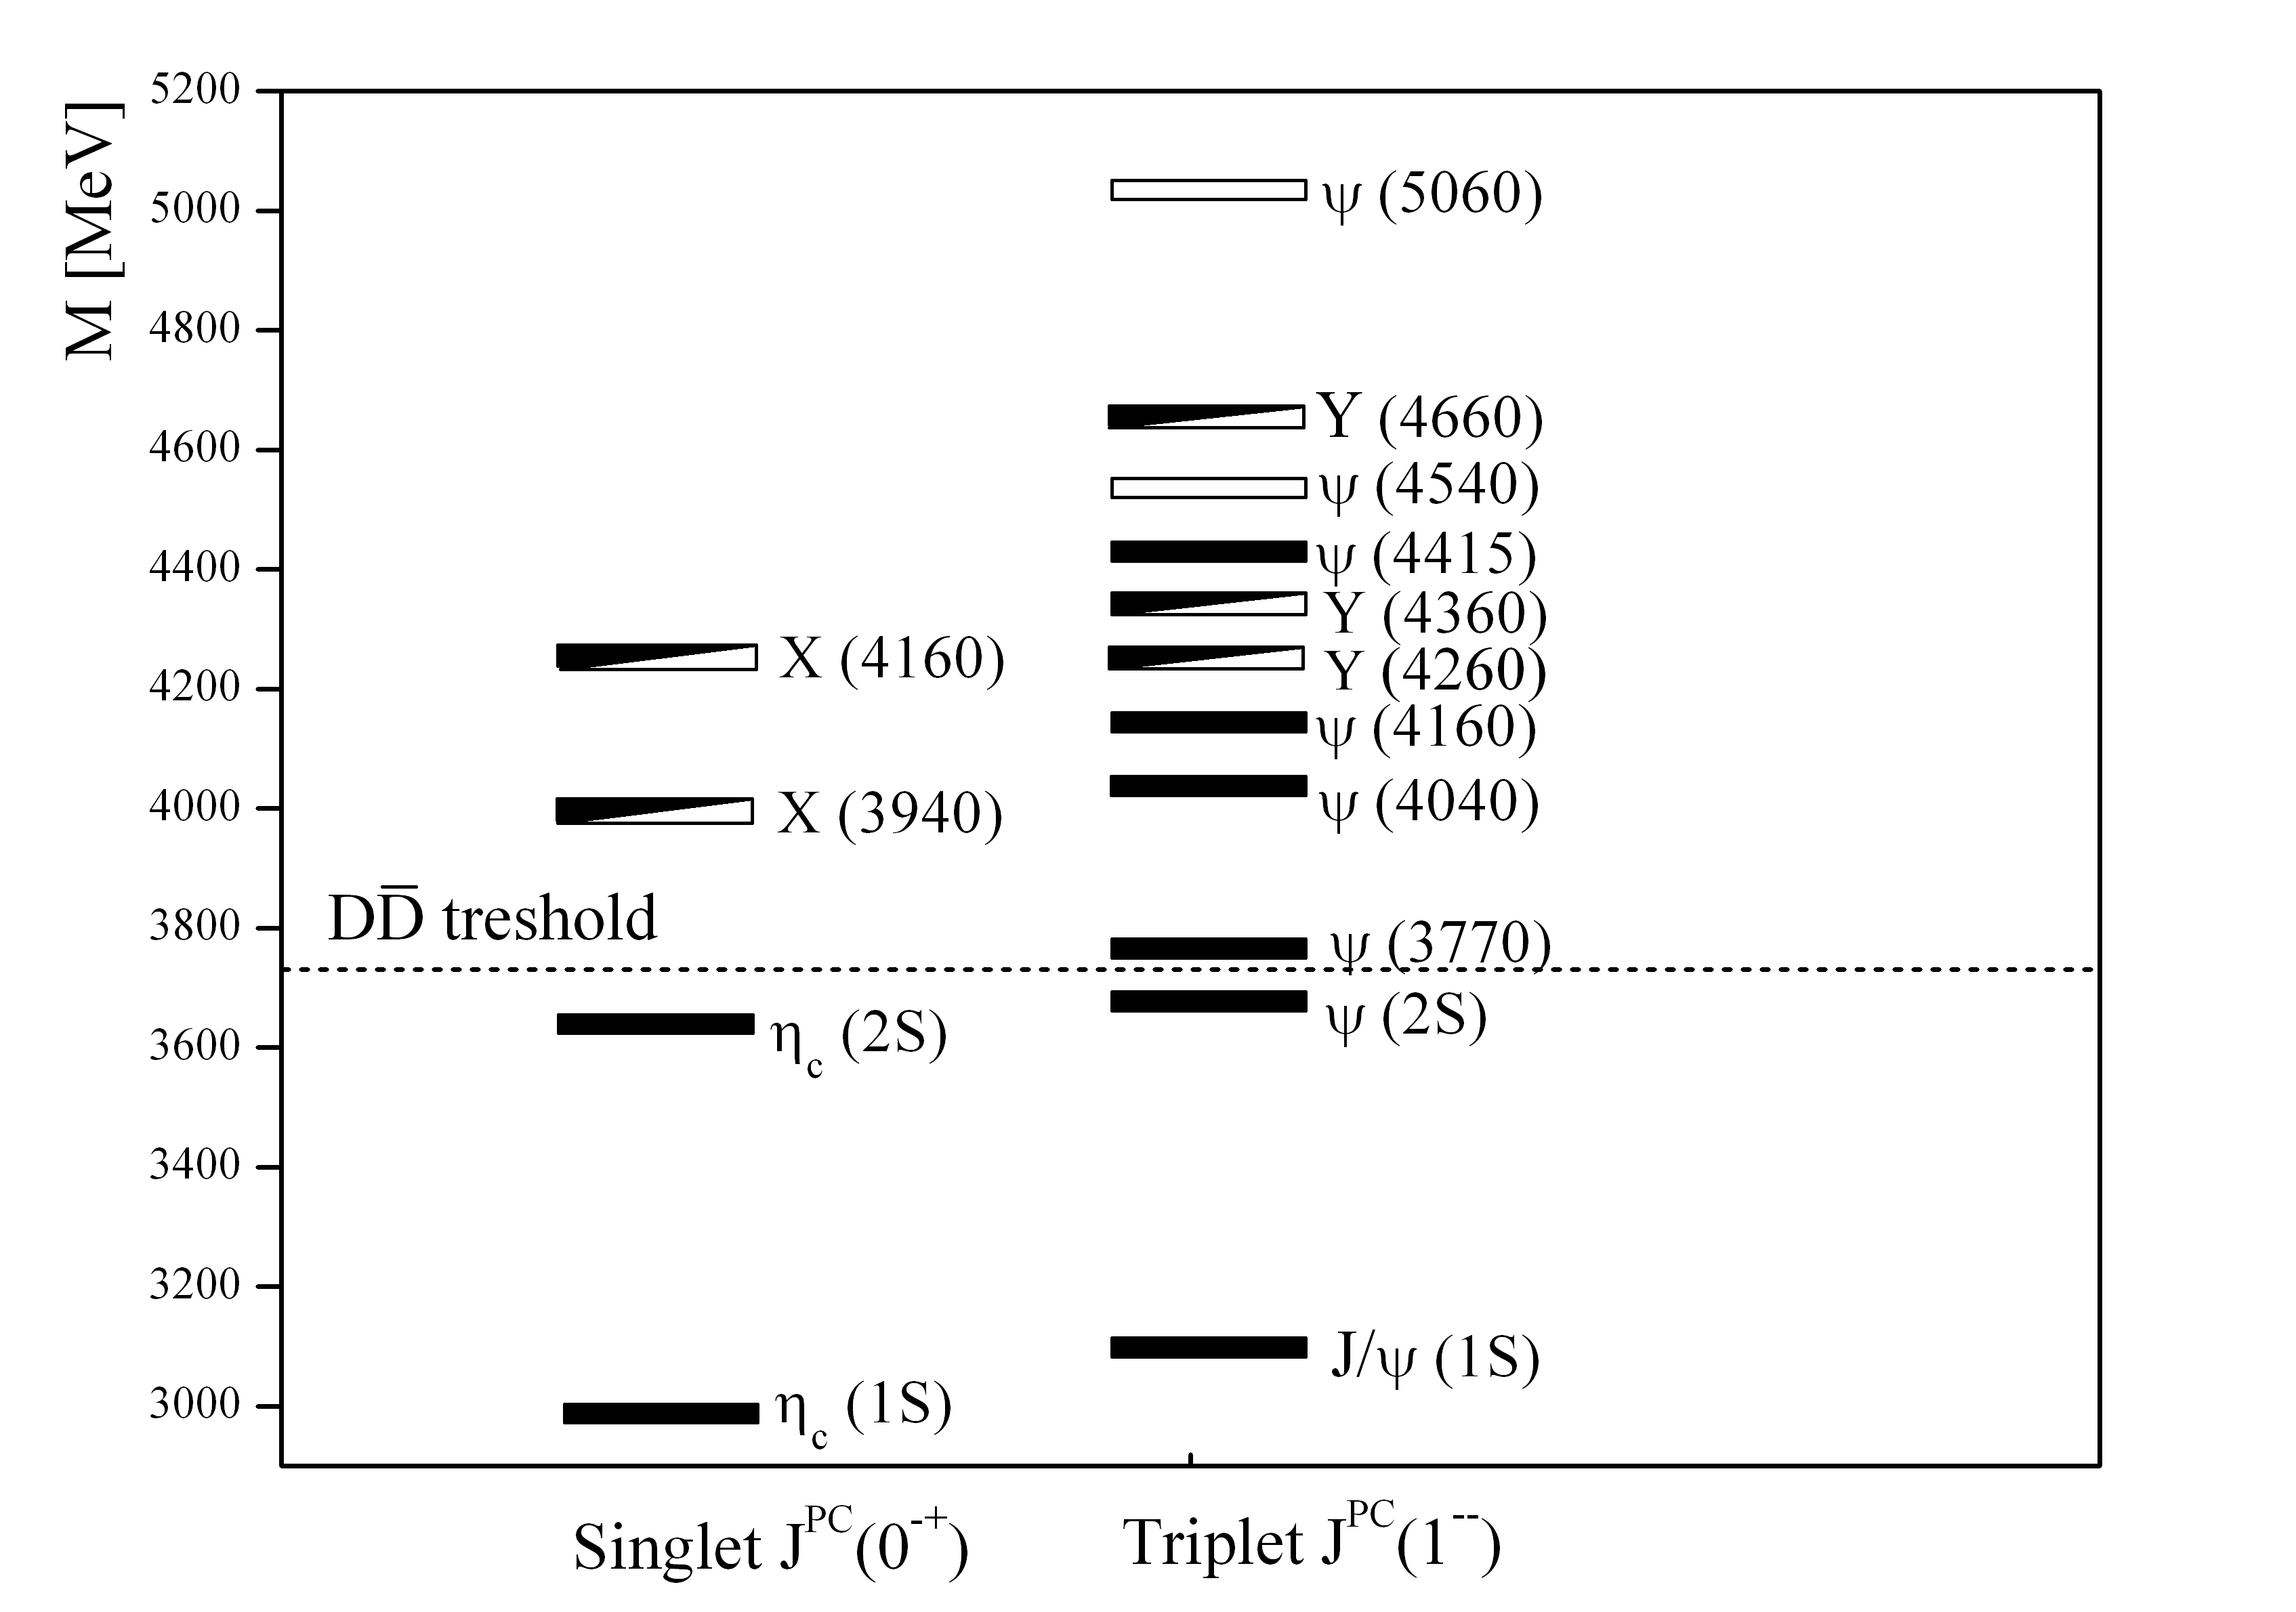 M [MeV]
5200
5000
4800
4600
4400
4200
4000
3800
3600
3400
3200
3000
ψ (5060)
Y (4660)
ψ (4540)
ψ (4415)
Y (4360)
X (4160)
Y (4260)
ψ (4160)
X (3940)
ψ (4040)
DD̅ treshold
ψ (3770)
η_c (2S)
ψ (2S)
J/ψ (1S)
η_c (1S)
Singlet J^PC(0^-+)
Triplet J^PC(1^--)